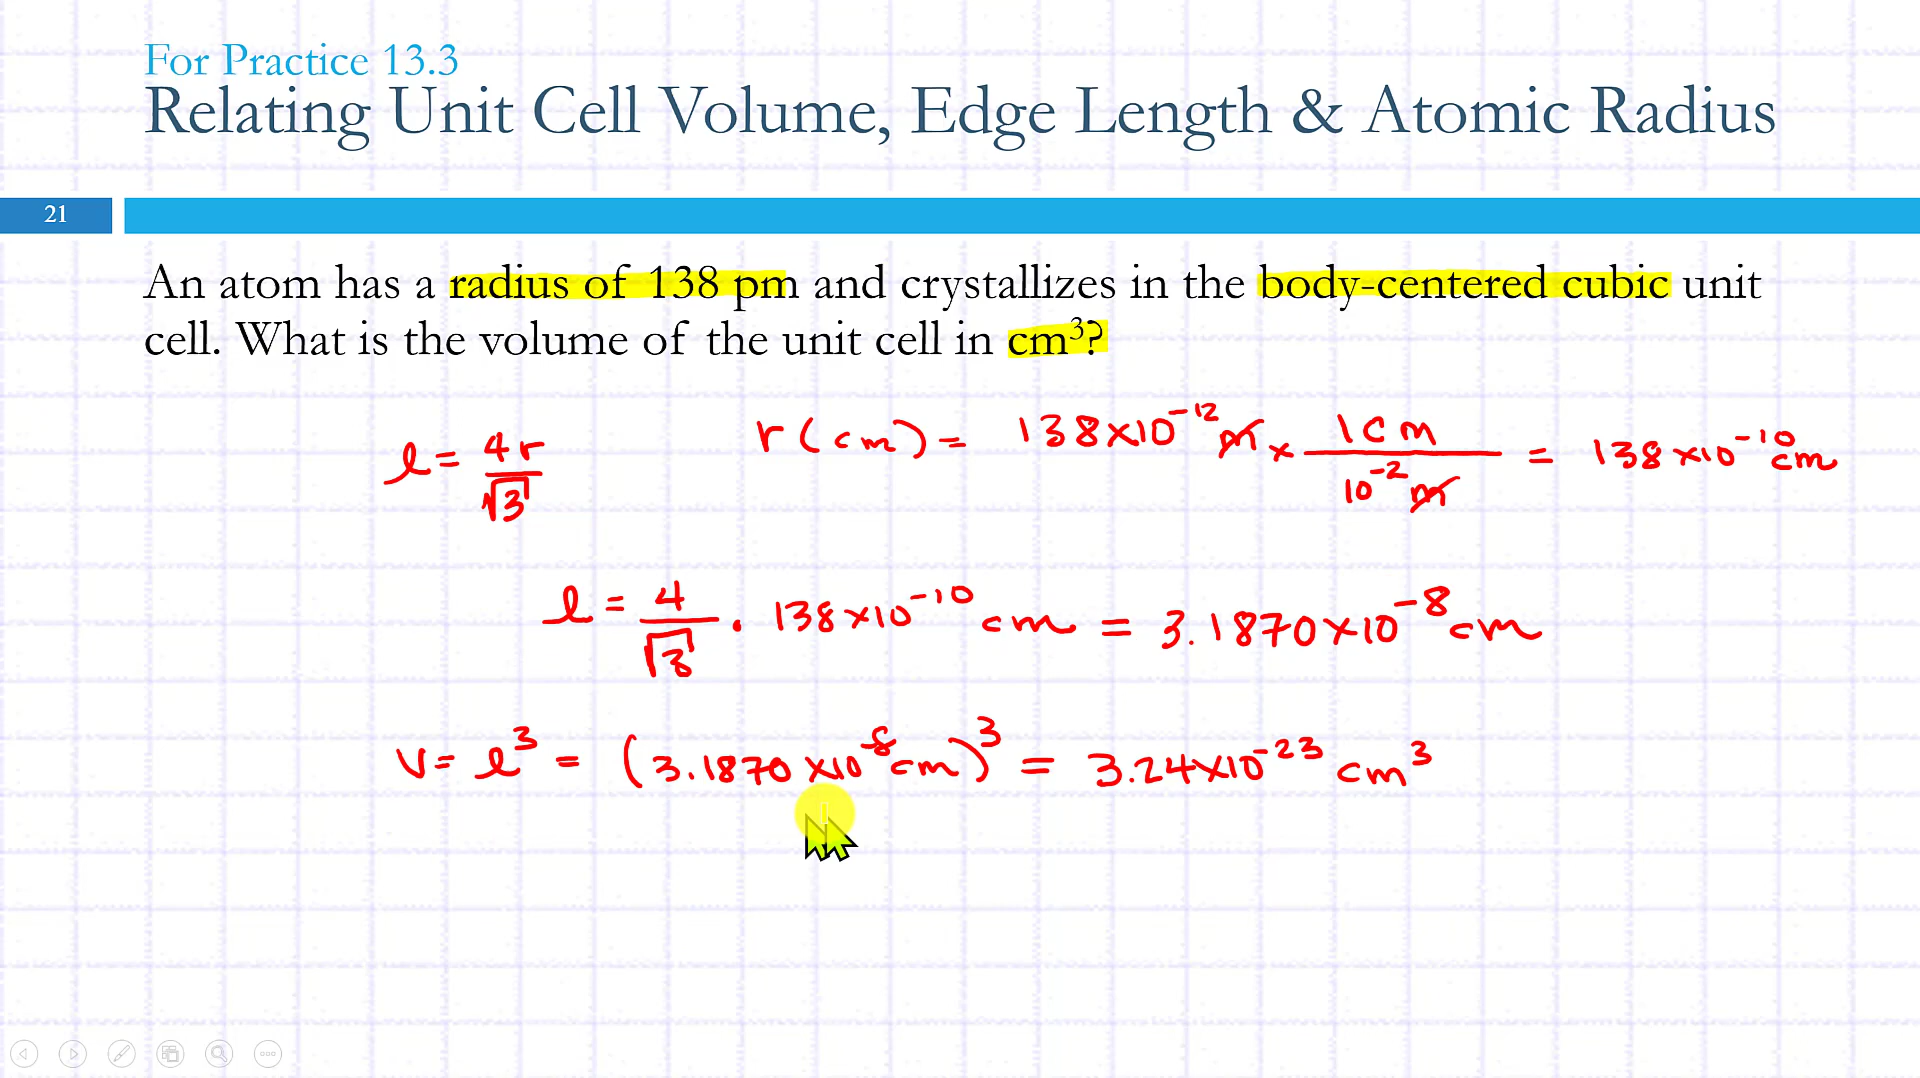 For Practice 13.3
Relating Unit Cell Volume, Edge Length & Atomic Radius
21
An atom has a radius of 138 pm and crystallizes in the body-centered cubic unit
cell. What is the volume of the unit cell in cm³?
l = 4r/√3
r (cm) = 138×10⁻¹² m × 1cm/10⁻² m = 138×10⁻¹⁰ cm
l = 4/√3 · 138×10⁻¹⁰ cm = 3.1870×10⁻⁸ cm
V = l³ = (3.1870×10⁻⁸ cm)³ = 3.24×10⁻²³ cm³